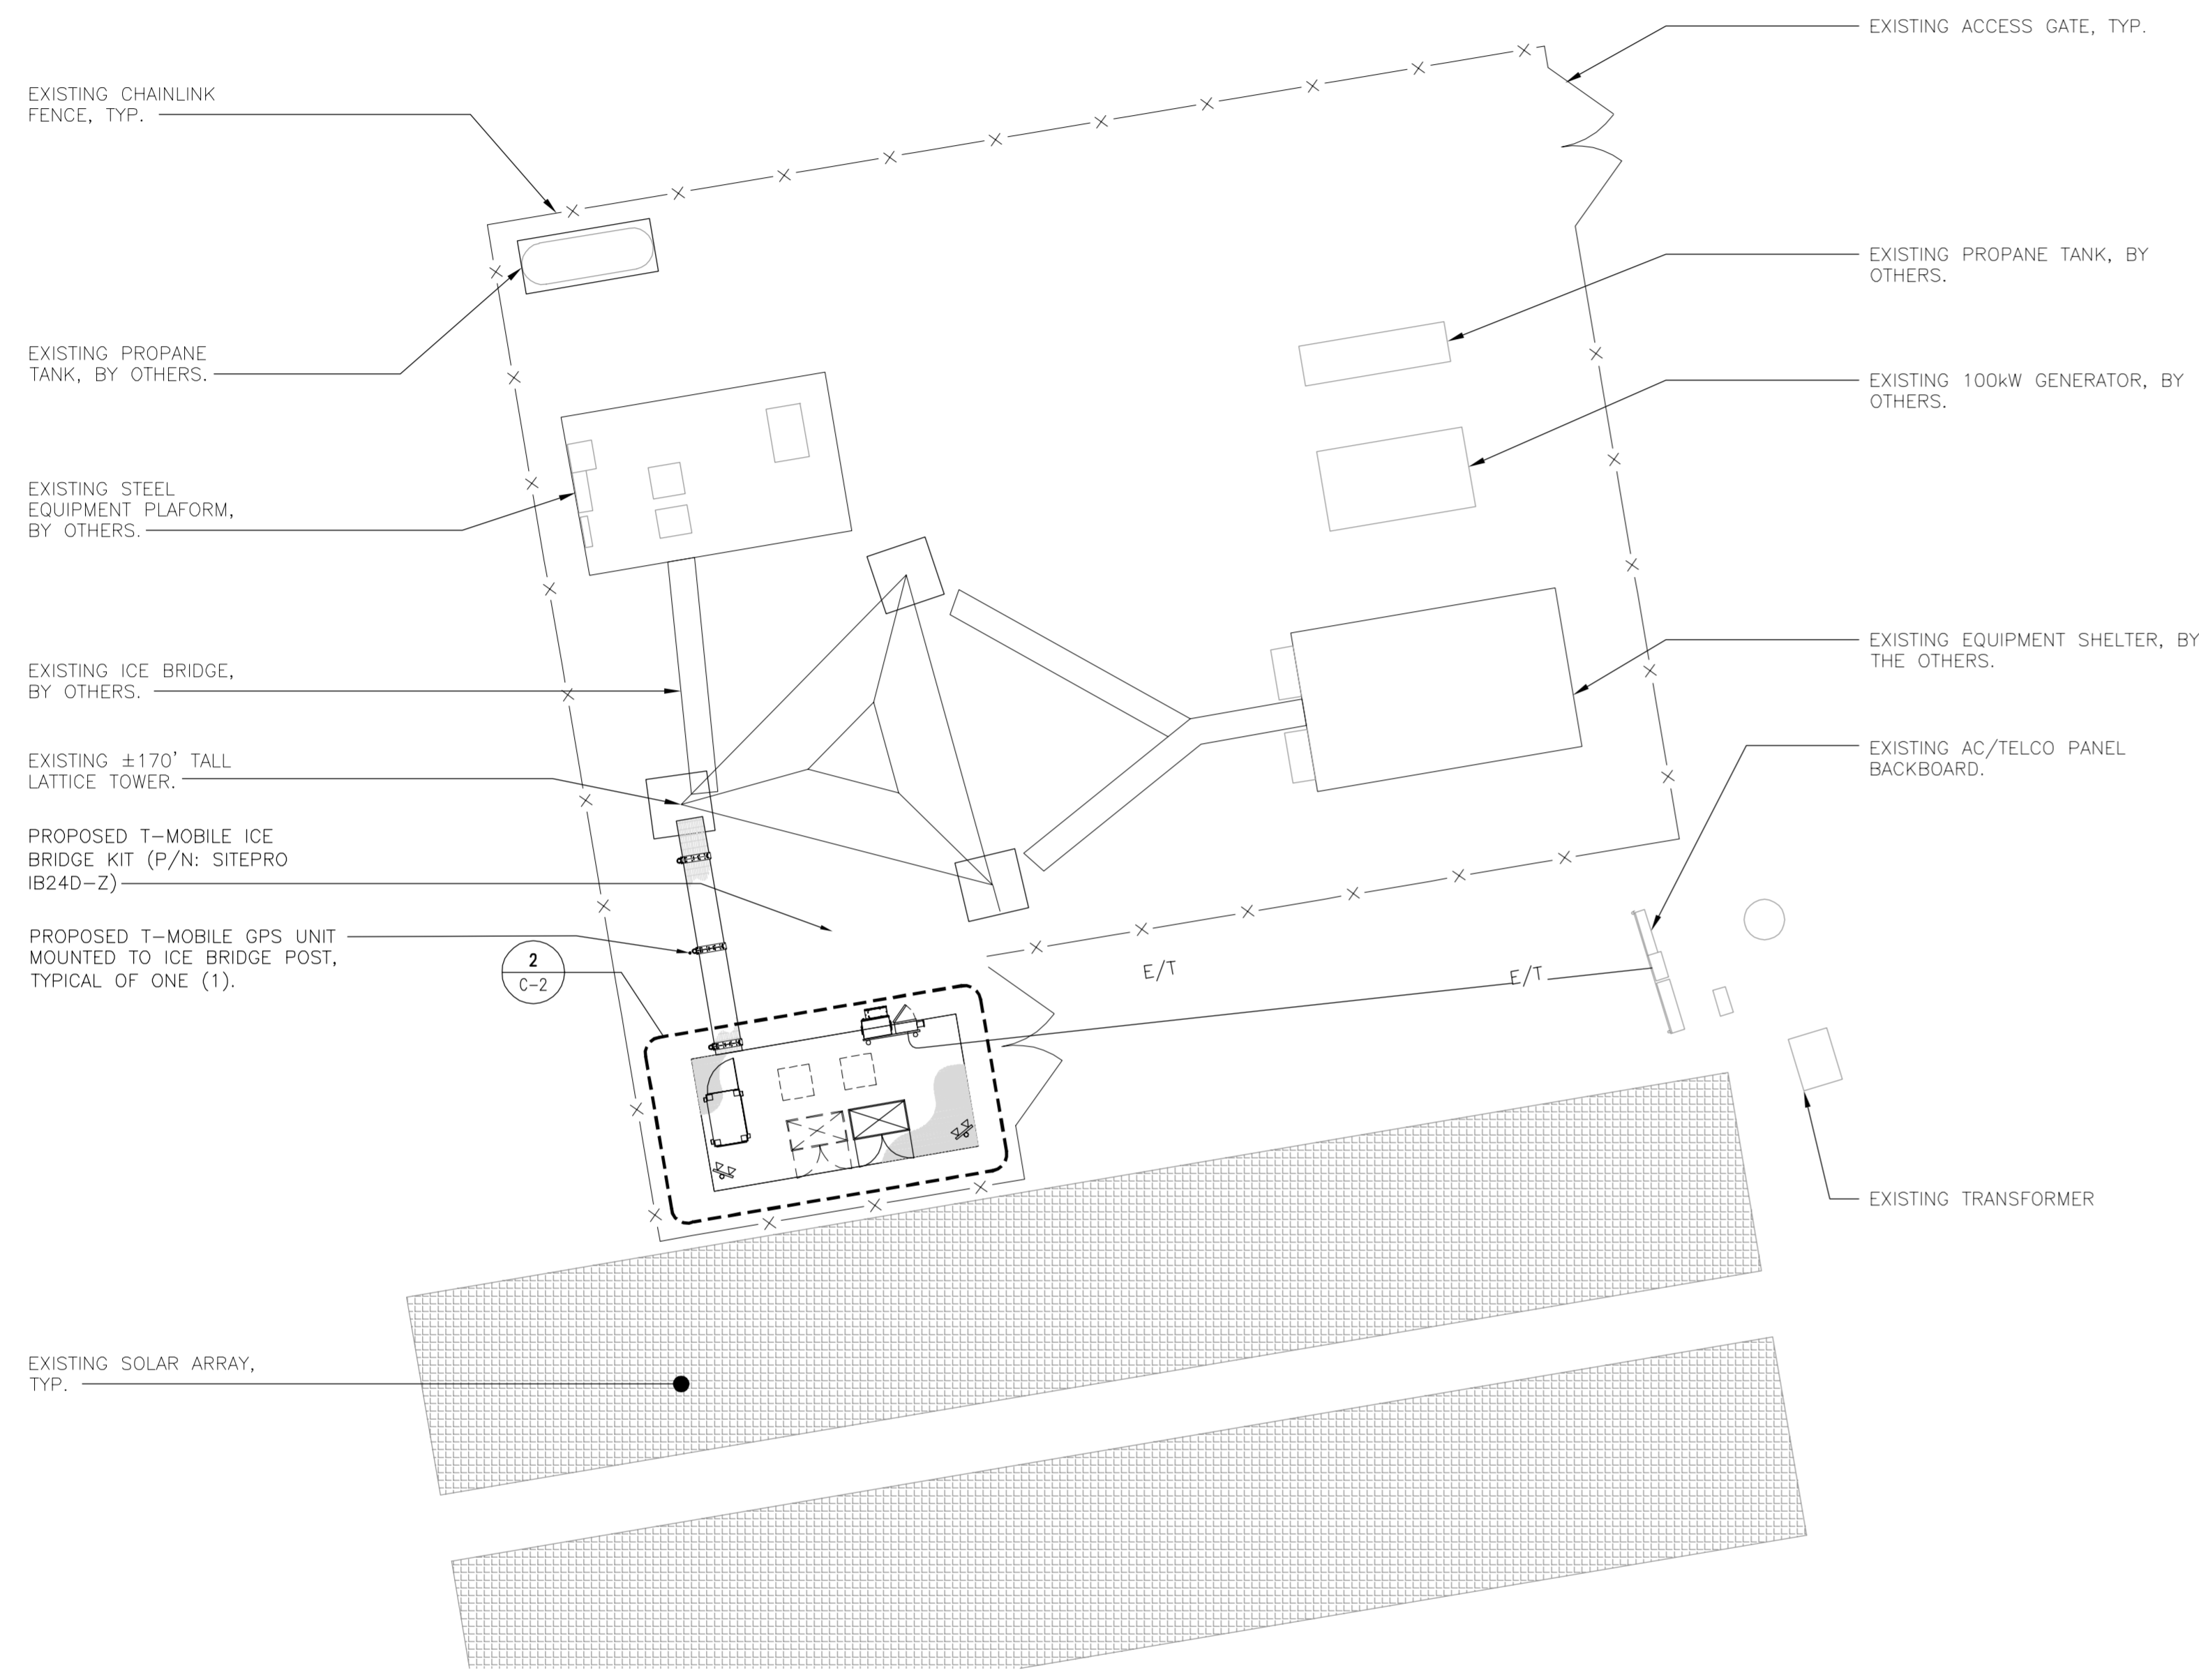 EXISTING CHAINLINK
FENCE, TYP.
EXISTING PROPANE
TANK, BY OTHERS.
EXISTING STEEL
EQUIPMENT PLAFORM,
BY OTHERS.
EXISTING ICE BRIDGE,
BY OTHERS.
EXISTING ±170' TALL
LATTICE TOWER.
PROPOSED T-MOBILE ICE
BRIDGE KIT (P/N: SITEPRO
IB24D-Z)
PROPOSED T-MOBILE GPS UNIT
MOUNTED TO ICE BRIDGE POST,
TYPICAL OF ONE (1).
2
C-2
EXISTING SOLAR ARRAY,
TYP.
E/T
E/T
EXISTING ACCESS GATE, TYP.
EXISTING PROPANE TANK, BY
OTHERS.
EXISTING 100kW GENERATOR, BY
OTHERS.
EXISTING EQUIPMENT SHELTER, BY
THE OTHERS.
EXISTING AC/TELCO PANEL
BACKBOARD.
EXISTING TRANSFORMER